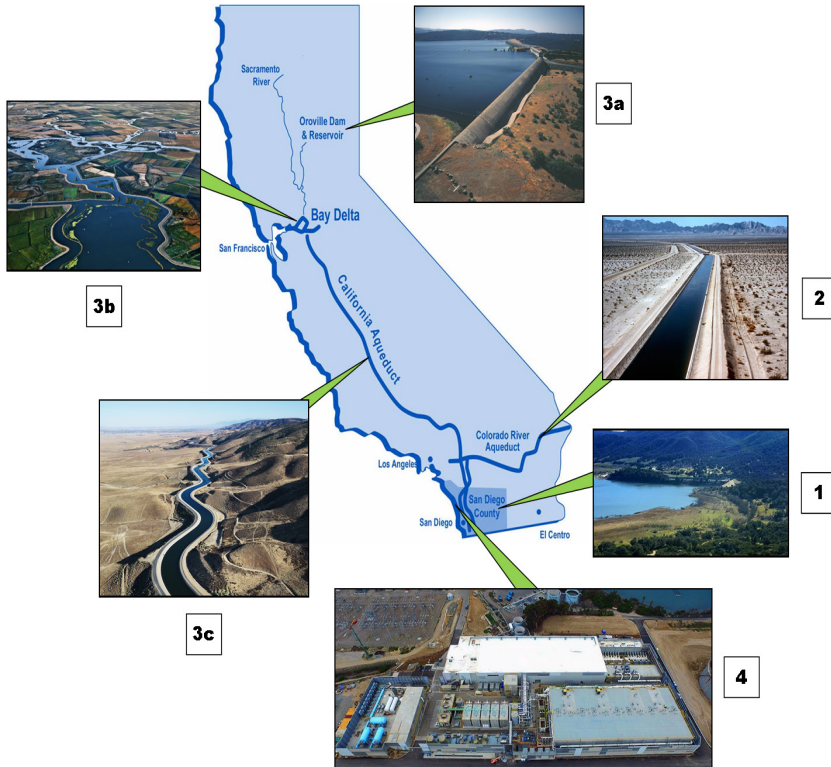 Sacramento
River
Oroville Dam
& Reservoir
3a
Bay Delta
San Francisco
3b
2
California Aqueduct
Colorado River
Aqueduct
Los Angeles
San Diego
County
1
San Diego
El Centro
3c
4